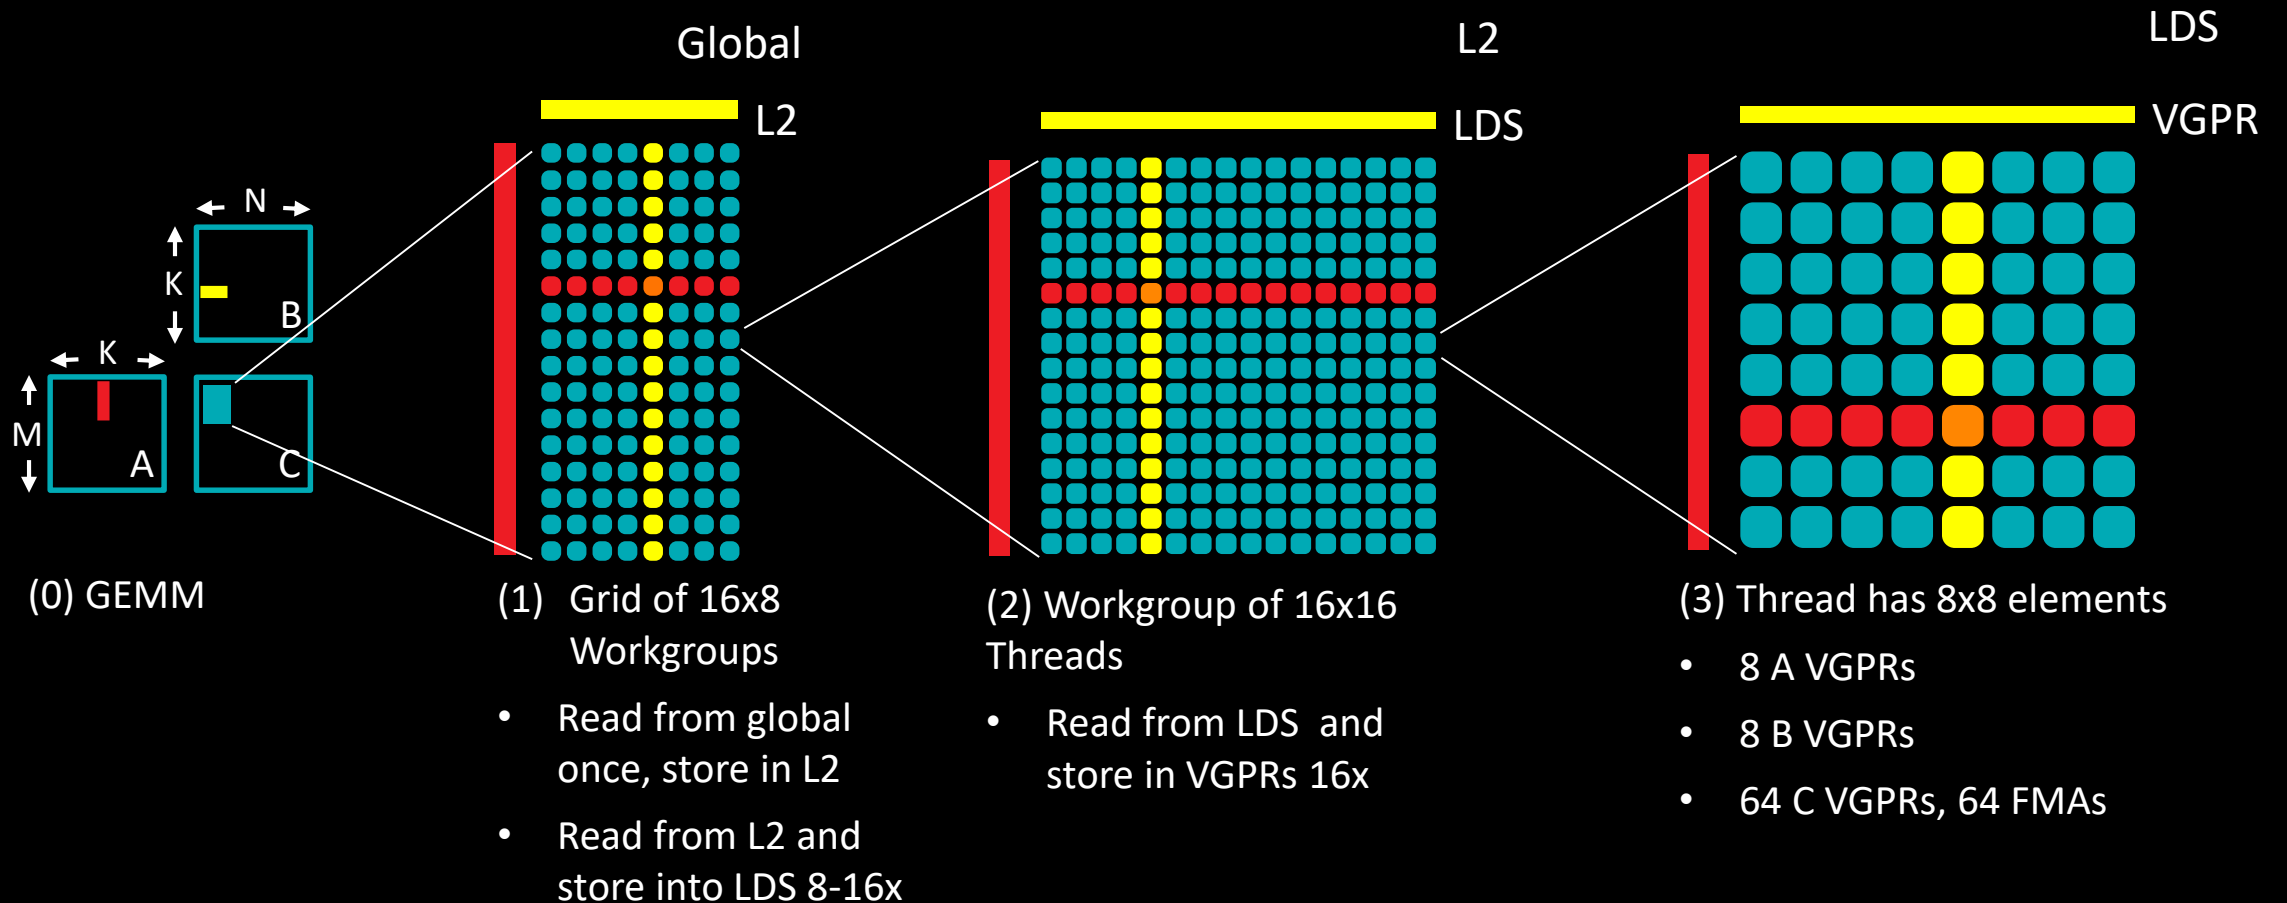 Global
L2
L2
LDS
LDS
VGPR
N
K
B
K
M
A
C
(0) GEMM
(1) Grid of 16x8
Workgroups
• Read from global
once, store in L2
• Read from L2 and
store into LDS 8-16x
(2) Workgroup of 16x16
Threads
• Read from LDS and
store in VGPRs 16x
(3) Thread has 8x8 elements
• 8 A VGPRs
• 8 B VGPRs
• 64 C VGPRs, 64 FMAs